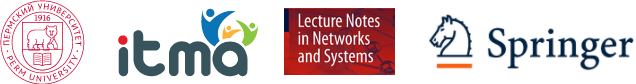 ПЕРМСКИЙ УНИВЕРСИТЕТ
1916
PERM UNIVERSITY
itma
Lecture Notes
in Networks
and Systems
Springer